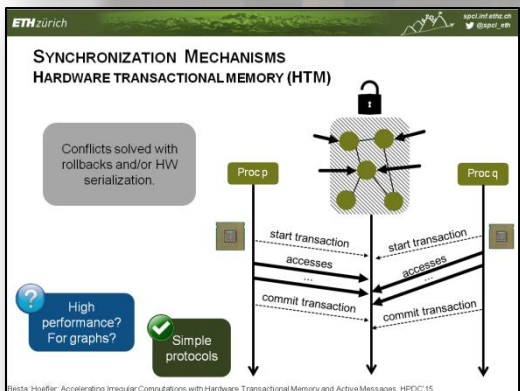 ETH zürich
spcl.inf.ethz.ch
@spcl_eth
SYNCHRONIZATION MECHANISMS
HARDWARE TRANSACTIONAL MEMORY (HTM)
Conflicts solved with
rollbacks and/or HW
serialization.
Proc p
Proc q
start transaction
start transaction
accesses
accesses
...
...
commit transaction
commit transaction
High
performance?
For graphs?
Simple
protocols
Besta, Hoefler: Accelerating Irregular Computations with Hardware Transactional Memory and Active Messages, HPDC'15